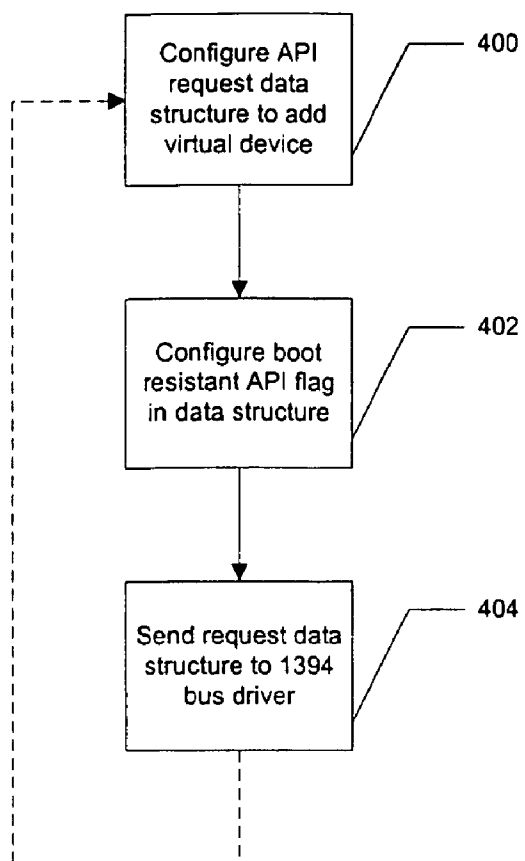 Configure API
request data
structure to add
virtual device
400
Configure boot
resistant API flag
in data structure
402
Send request data
structure to 1394
bus driver
404